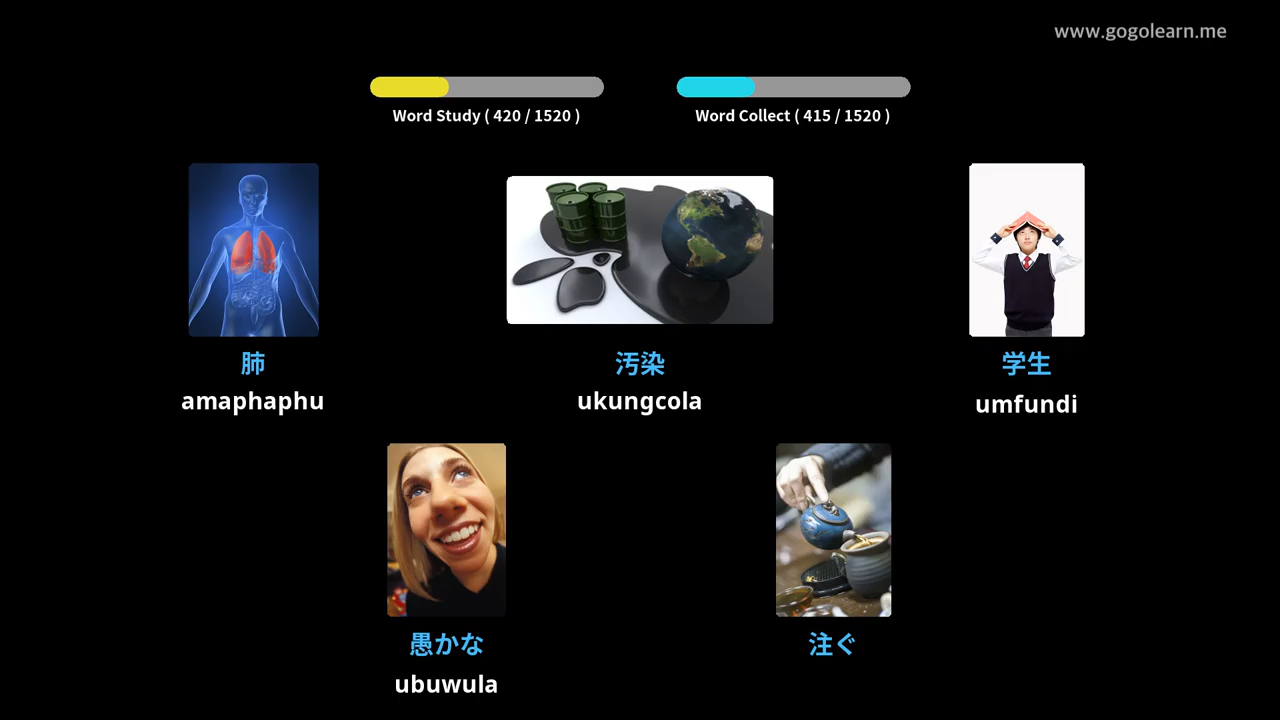 www.gogolearn.me
Word Study ( 420 / 1520 )
Word Collect ( 415 / 1520 )
肺
amaphaphu
汚染
ukungcola
学生
umfundi
愚かな
ubuwula
注ぐ